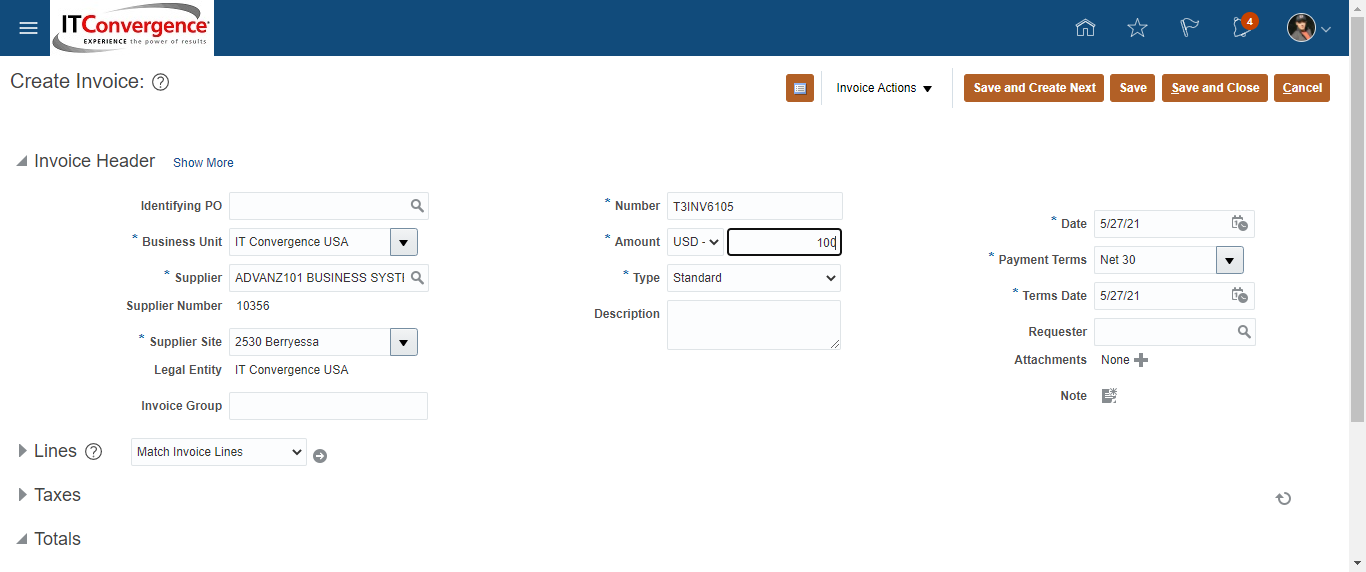 ITConvergence
EXPERIENCE the power of results
4
Create Invoice: ?
Invoice Actions
Save and Create Next
Save
Save and Close
Cancel
Invoice Header Show More
Identifying PO
* Business Unit IT Convergence USA
* Supplier ADVANZ101 BUSINESS SYSTE
Supplier Number 10356
* Supplier Site 2530 Berryessa
Legal Entity IT Convergence USA
Invoice Group
* Number T3INV6105
* Amount USD - 100
* Type Standard
Description
* Date 5/27/21
* Payment Terms Net 30
* Terms Date 5/27/21
Requester
Attachments None
Note
Lines ? Match Invoice Lines
Taxes
Totals